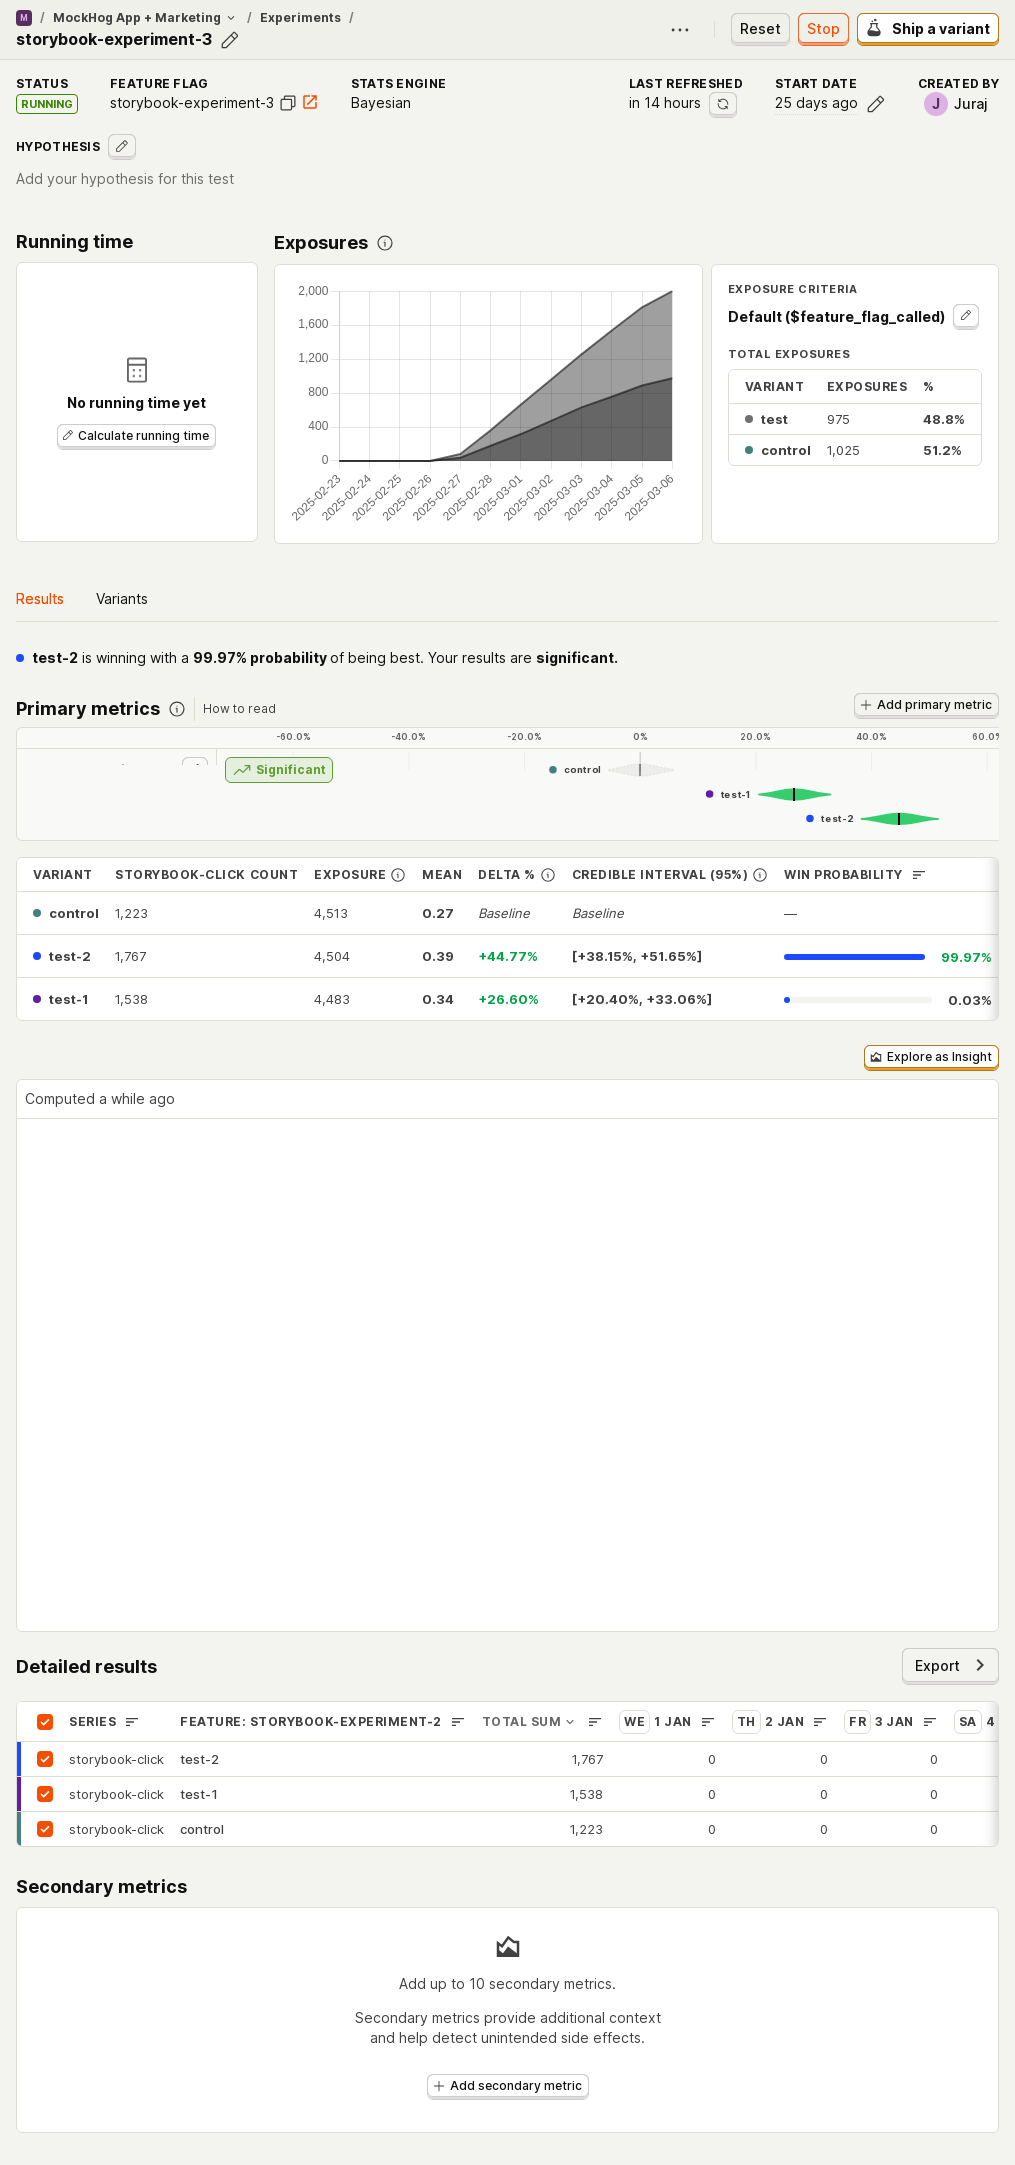 M / MockHog App + Marketing / Experiments /
storybook-experiment-3
Reset
Stop
Ship a variant
STATUS
RUNNING
FEATURE FLAG
storybook-experiment-3
STATS ENGINE
Bayesian
LAST REFRESHED
in 14 hours
START DATE
25 days ago
CREATED BY
J Juraj
HYPOTHESIS
Add your hypothesis for this test
Running time
No running time yet
Calculate running time
Exposures
2,000
1,600
1,200
800
400
0
2025-02-23
2025-02-24
2025-02-25
2025-02-26
2025-02-27
2025-02-28
2025-03-01
2025-03-02
2025-03-03
2025-03-04
2025-03-05
2025-03-06
EXPOSURE CRITERIA
Default ($feature_flag_called)
TOTAL EXPOSURES
VARIANT EXPOSURES %
test 975 48.8%
control 1,025 51.2%
Results Variants
test-2 is winning with a 99.97% probability of being best. Your results are significant.
Primary metrics
How to read
Add primary metric
-60.0% -40.0% -20.0% 0% 20.0% 40.0% 60.0%
Significant
control
test-1
test-2
VARIANT STORYBOOK-CLICK COUNT EXPOSURE MEAN DELTA % CREDIBLE INTERVAL (95%) WIN PROBABILITY
control 1,223 4,513 0.27 Baseline Baseline —
test-2 1,767 4,504 0.39 +44.77% [+38.15%, +51.65%] 99.97%
test-1 1,538 4,483 0.34 +26.60% [+20.40%, +33.06%] 0.03%
Explore as Insight
Computed a while ago
Detailed results
Export
SERIES FEATURE: STORYBOOK-EXPERIMENT-2 TOTAL SUM WE 1 JAN TH 2 JAN FR 3 JAN SA 4
storybook-click test-2 1,767 0 0 0
storybook-click test-1 1,538 0 0 0
storybook-click control 1,223 0 0 0
Secondary metrics
Add up to 10 secondary metrics.
Secondary metrics provide additional context
and help detect unintended side effects.
Add secondary metric